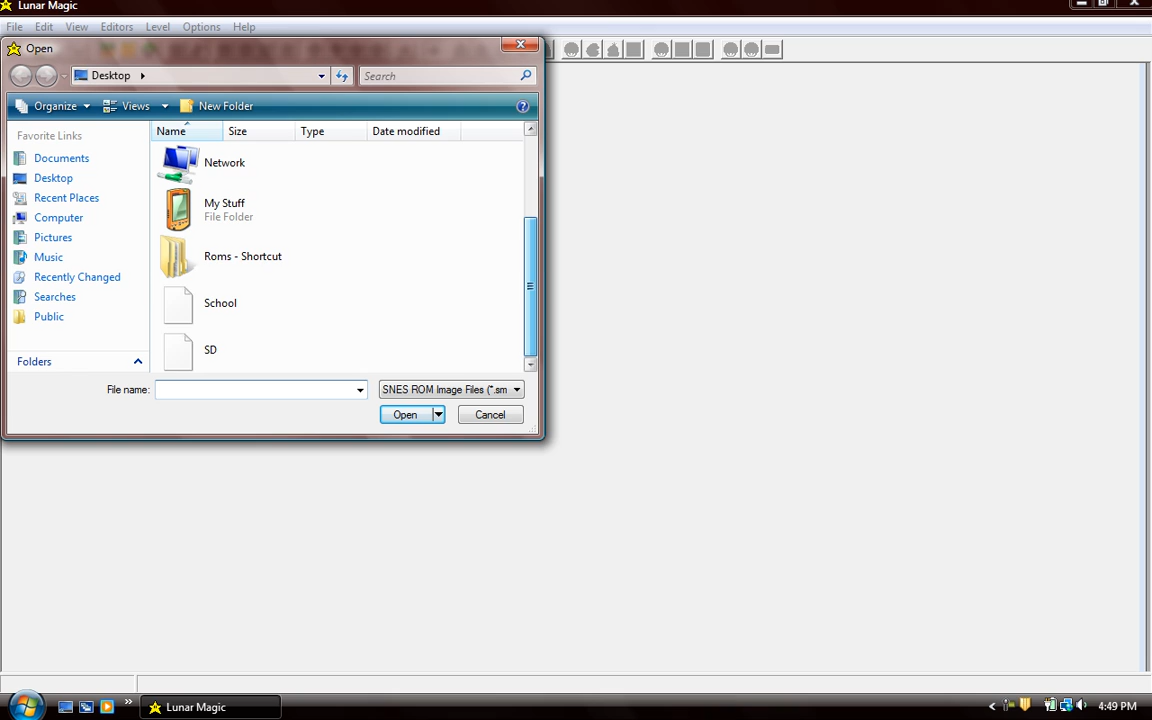 Lunar Magic
File Edit View Editors Level Options Help
Open
Desktop
Search
Organize Views New Folder
Favorite Links
Documents
Desktop
Recent Places
Computer
Pictures
Music
Recently Changed
Searches
Public
Folders
Name Size Type Date modified
Network
My Stuff
File Folder
Roms - Shortcut
School
SD
File name:
SNES ROM Image Files (*.sm
Open Cancel
Lunar Magic
4:49 PM